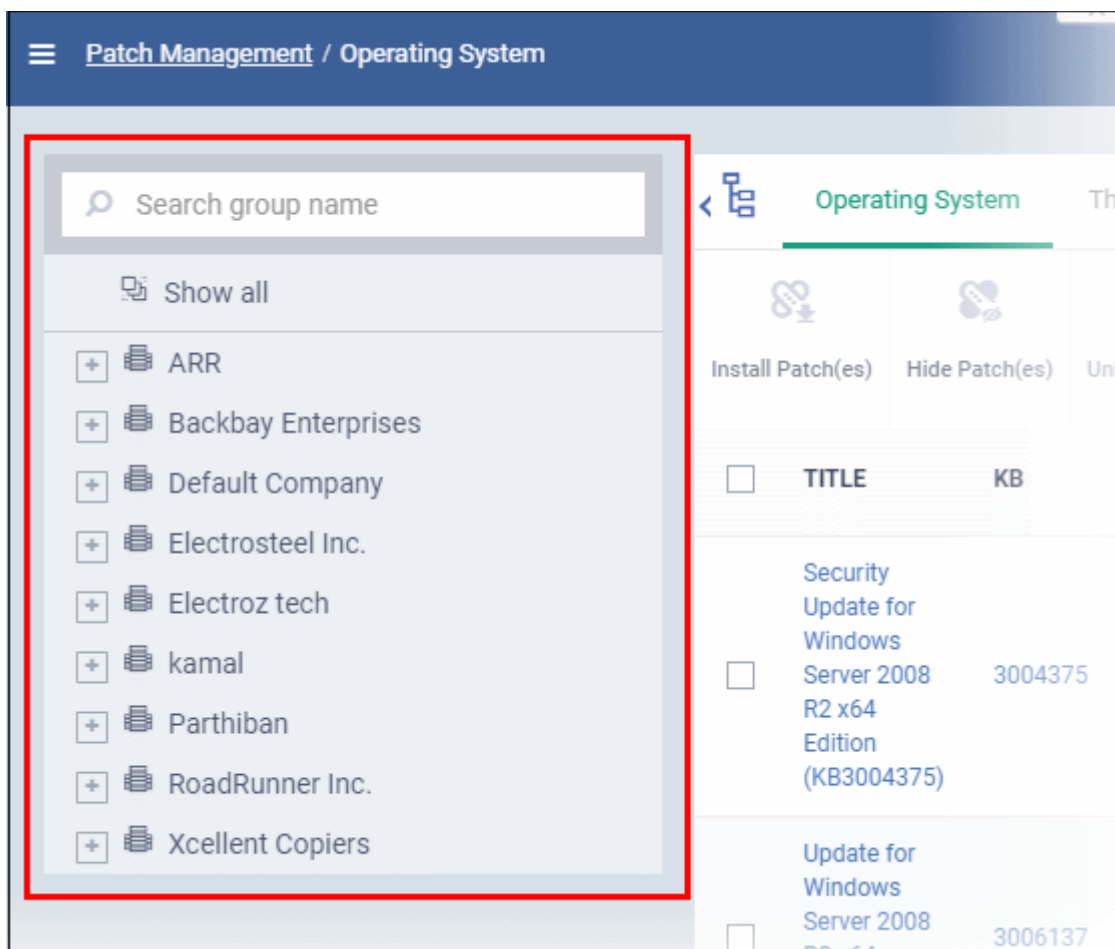 Patch Management / Operating System
Search group name
Show all
ARR
Backbay Enterprises
Default Company
Electrosteel Inc.
Electroz tech
kamal
Parthiban
RoadRunner Inc.
Xcellent Copiers
Operating System
Install Patch(es)
Hide Patch(es)
TITLE
KB
Security
Update for
Windows
Server 2008
R2 x64
Edition
(KB3004375)
3004375
Update for
Windows
Server 2008
3006137